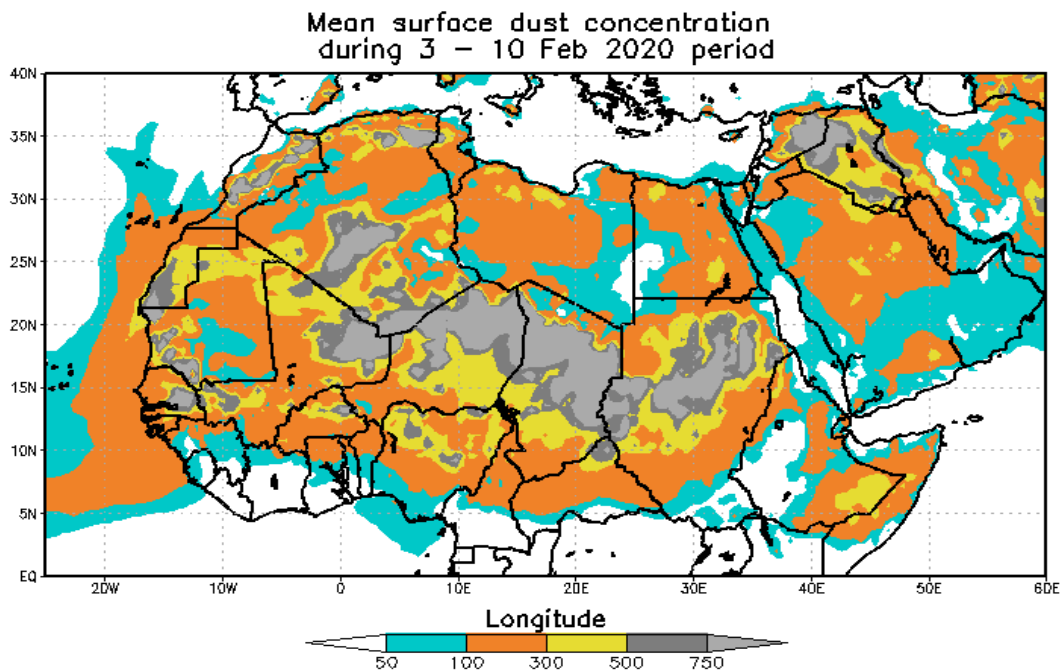 Mean surface dust concentration
during 3 – 10 Feb 2020 period
40N
35N
30N
25N
20N
15N
10N
5N
EQ
20W 10W 0 10E 20E 30E 40E 50E 60E
Longitude
50 100 300 500 750